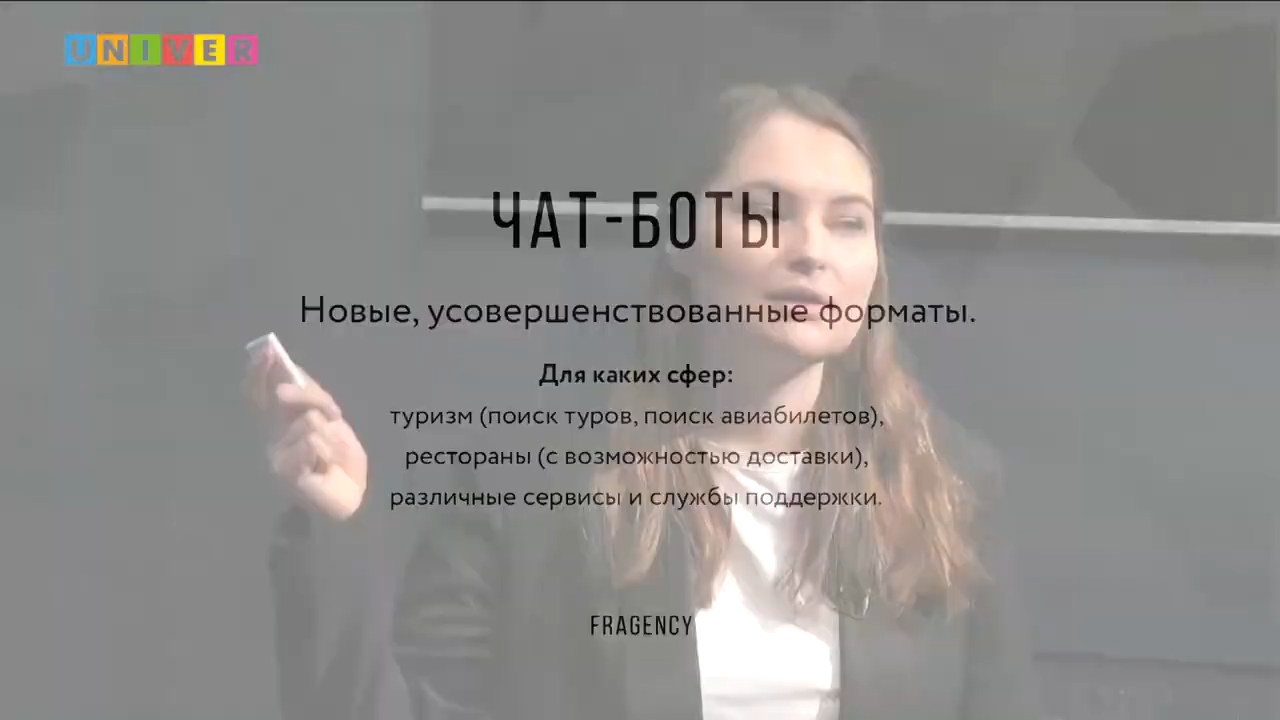 UNIVER
ЧАТ-БОТЫ
Новые, усовершенствованные форматы.
Для каких сфер:
туризм (поиск туров, поиск авиабилетов),
рестораны (с возможностью доставки),
различные сервисы и службы поддержки.
FRAGENCY